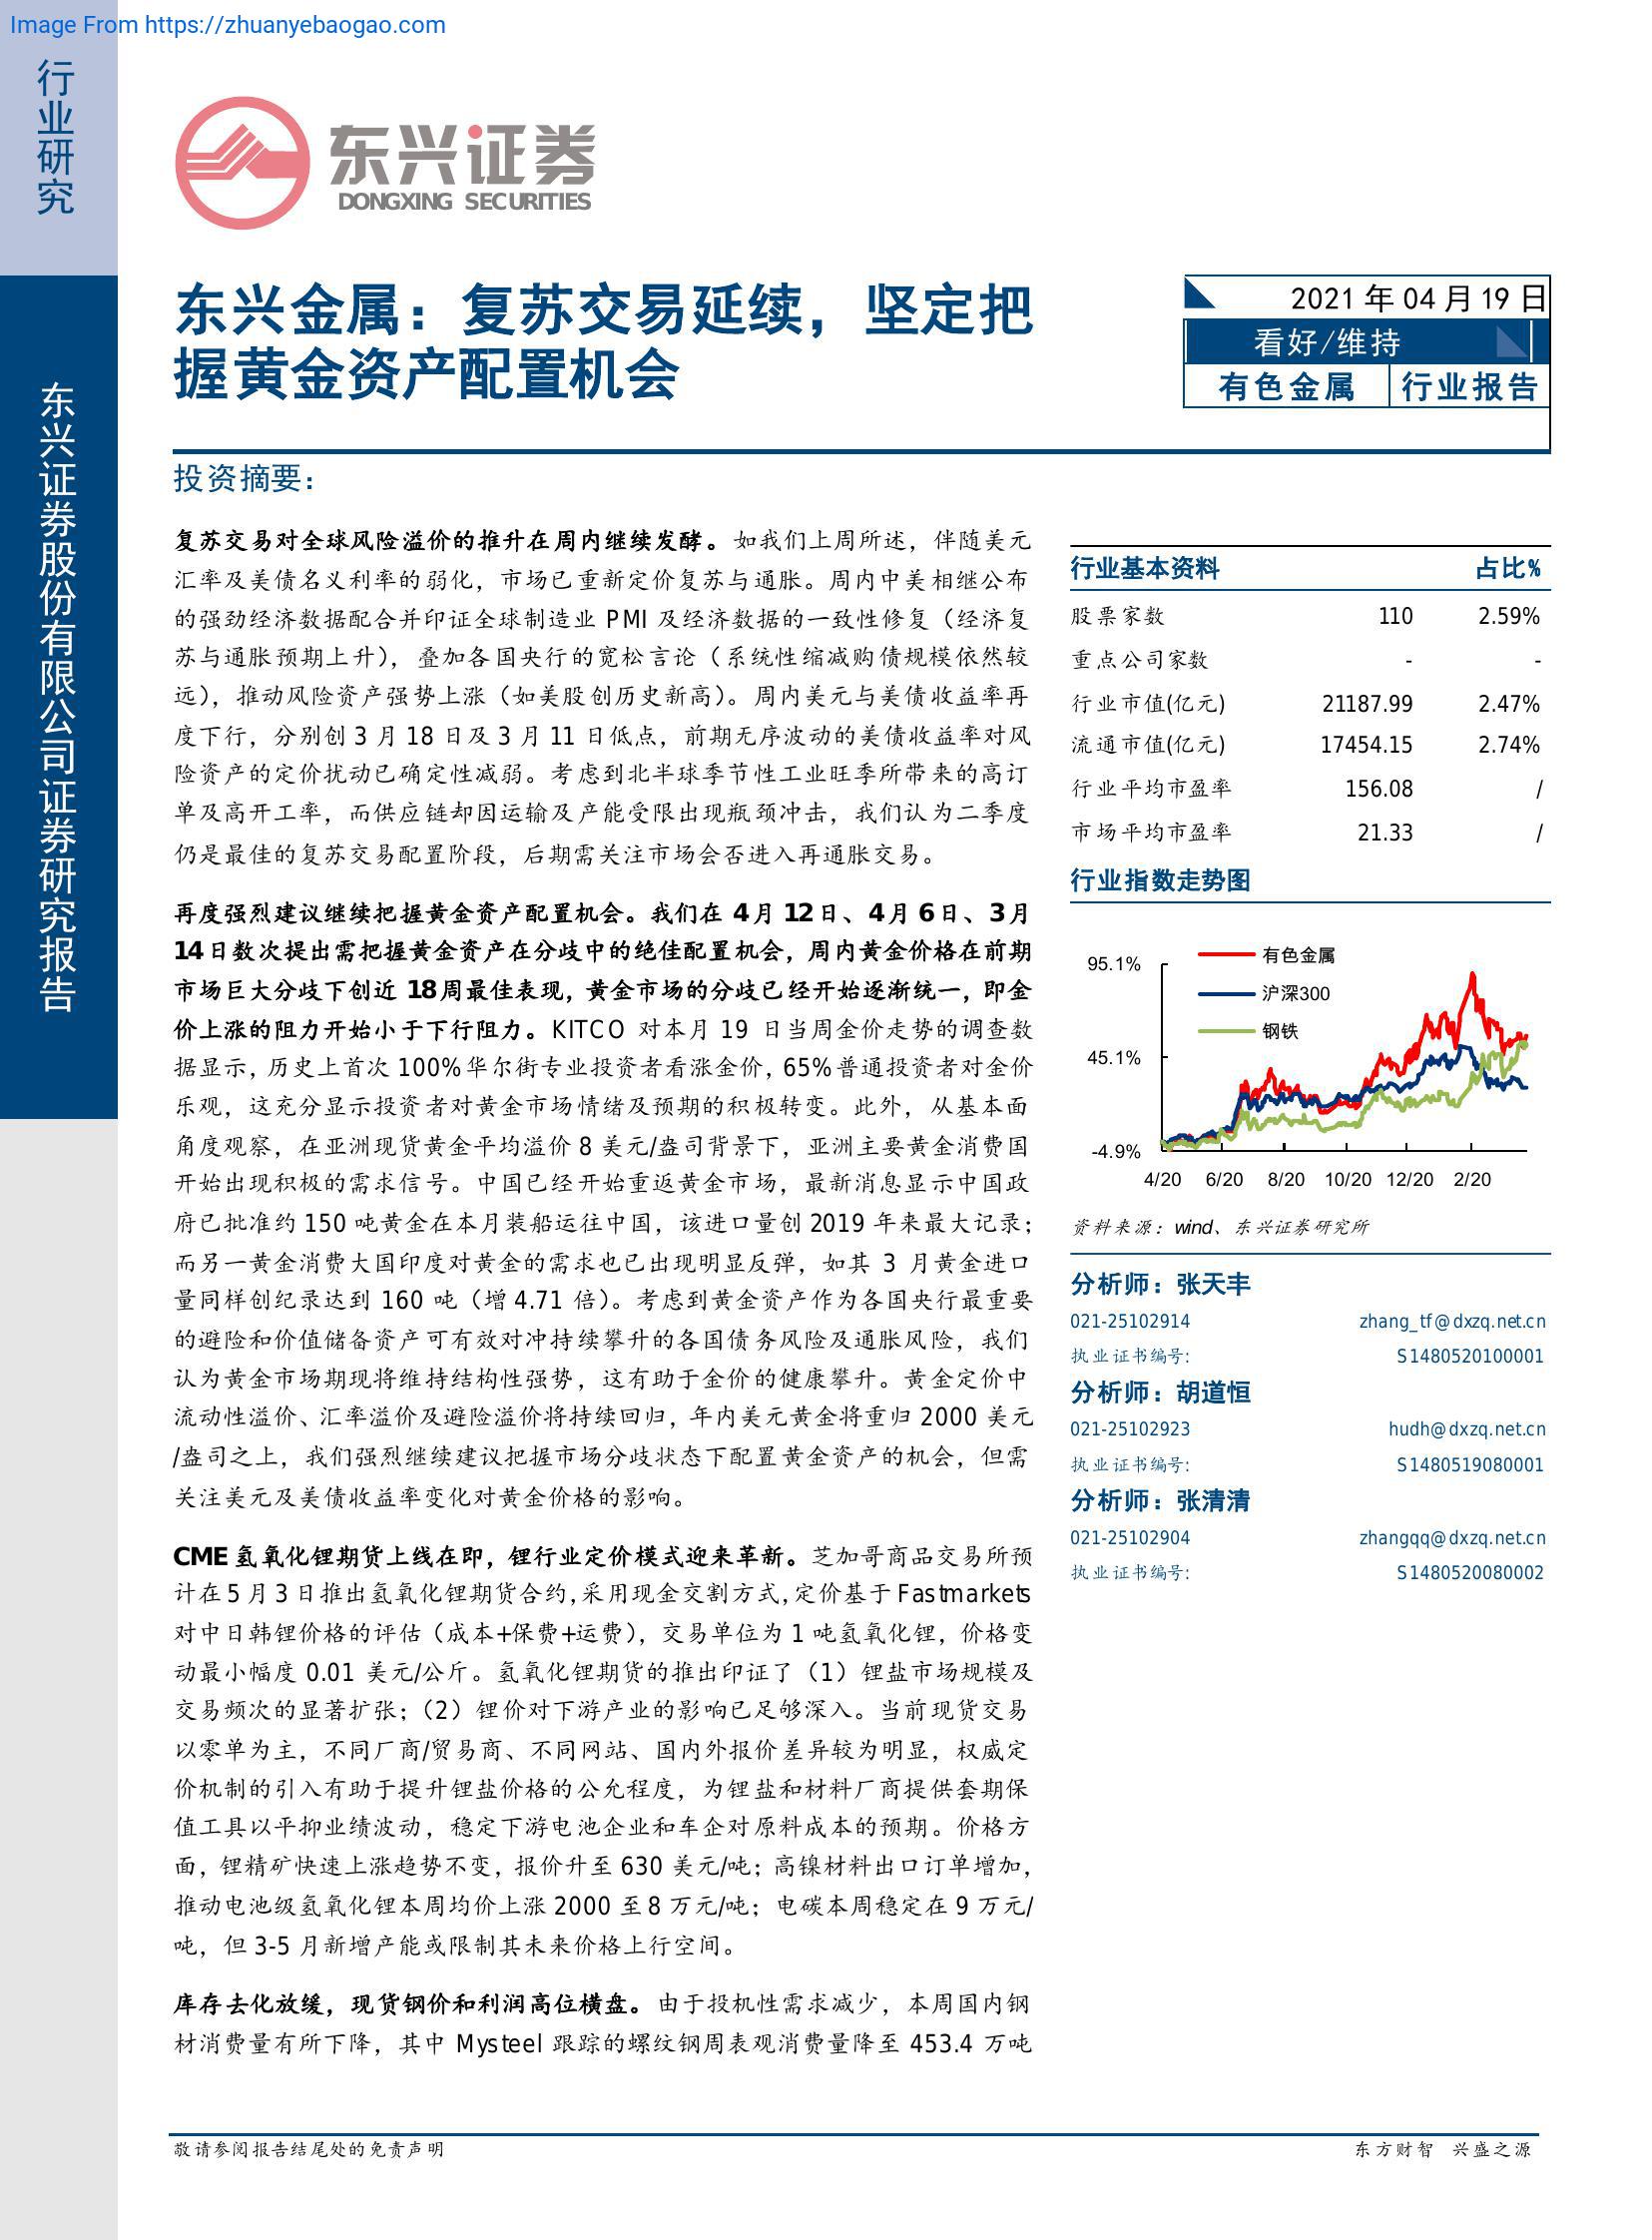 Image From https://zhuanyebaogao.com
行业研究
东兴证券股份有限公司证券研究报告
东兴证券
DONGXING SECURITIES
东兴金属：复苏交易延续，坚定把
握黄金资产配置机会
2021 年 04 月 19 日
看好/维持
有色金属 行业报告
投资摘要：
复苏交易对全球风险溢价的推升在周内继续发酵。如我们上周所述，伴随美元
汇率及美债名义利率的弱化，市场已重新定价复苏与通胀。周内中美相继公布
的强劲经济数据配合并印证全球制造业 PMI 及经济数据的一致性修复（经济复
苏与通胀预期上升），叠加各国央行的宽松言论（系统性缩减购债规模依然较
远），推动风险资产强势上涨（如美股创历史新高）。周内美元与美债收益率再
度下行，分别创 3 月 18 日及 3 月 11 日低点，前期无序波动的美债收益率对风
险资产的定价扰动已确定性减弱。考虑到北半球季节性工业旺季所带来的高订
单及高开工率，而供应链却因运输及产能受限出现瓶颈冲击，我们认为二季度
仍是最佳的复苏交易配置阶段，后期需关注市场会否进入再通胀交易。
再度强烈建议继续把握黄金资产配置机会。我们在 4 月 12 日、4 月 6 日、3 月
14 日数次提出需把握黄金资产在分歧中的绝佳配置机会，周内黄金价格在前期
市场巨大分歧下创近 18 周最佳表现，黄金市场的分歧已经开始逐渐统一，即金
价上涨的阻力开始小于下行阻力。KITCO 对本月 19 日当周金价走势的调查数
据显示，历史上首次 100%华尔街专业投资者看涨金价，65%普通投资者对金价
乐观，这充分显示投资者对黄金市场情绪及预期的积极转变。此外，从基本面
角度观察，在亚洲现货黄金平均溢价 8 美元/盎司背景下，亚洲主要黄金消费国
开始出现积极的需求信号。中国已经开始重返黄金市场，最新消息显示中国政
府已批准约 150 吨黄金在本月装船运往中国，该进口量创 2019 年来最大记录；
而另一黄金消费大国印度对黄金的需求也已出现明显反弹，如其 3 月黄金进口
量同样创纪录达到 160 吨（增 4.71 倍）。考虑到黄金资产作为各国央行最重要
的避险和价值储备资产可有效对冲持续攀升的各国债务风险及通胀风险，我们
认为黄金市场期现将维持结构性强势，这有助于金价的健康攀升。黄金定价中
流动性溢价、汇率溢价及避险溢价将持续回归，年内美元黄金将重归 2000 美元
/盎司之上，我们强烈继续建议把握市场分歧状态下配置黄金资产的机会，但需
关注美元及美债收益率变化对黄金价格的影响。
CME 氢氧化锂期货上线在即，锂行业定价模式迎来革新。芝加哥商品交易所预
计在 5 月 3 日推出氢氧化锂期货合约，采用现金交割方式，定价基于 Fastmarkets
对中日韩锂价格的评估（成本+保费+运费），交易单位为 1 吨氢氧化锂，价格变
动最小幅度 0.01 美元/公斤。氢氧化锂期货的推出印证了（1）锂盐市场规模及
交易频次的显著扩张；（2）锂价对下游产业的影响已足够深入。当前现货交易
以零单为主，不同厂商/贸易商、不同网站、国内外报价差异较为明显，权威定
价机制的引入有助于提升锂盐价格的公允程度，为锂盐和材料厂商提供套期保
值工具以平抑业绩波动，稳定下游电池企业和车企对原料成本的预期。价格方
面，锂精矿快速上涨趋势不变，报价升至 630 美元/吨；高镍材料出口订单增加，
推动电池级氢氧化锂本周均价上涨 2000 至 8 万元/吨；电碳本周稳定在 9 万元/
吨，但 3-5 月新增产能或限制其未来价格上行空间。
库存去化放缓，现货钢价和利润高位横盘。由于投机性需求减少，本周国内钢
材消费量有所下降，其中 Mysteel 跟踪的螺纹钢周表观消费量降至 453.4 万吨
行业基本资料 占比%
股票家数 110 2.59%
重点公司家数 - -
行业市值(亿元) 21187.99 2.47%
流通市值(亿元) 17454.15 2.74%
行业平均市盈率 156.08 /
市场平均市盈率 21.33 /
行业指数走势图
有色金属
沪深300
钢铁
95.1%
45.1%
-4.9%
4/20 6/20 8/20 10/20 12/20 2/20
资料来源：wind、东兴证券研究所
分析师：张天丰
021-25102914 zhang_tf@dxzq.net.cn
执业证书编号: S1480520100001
分析师：胡道恒
021-25102923 hudh@dxzq.net.cn
执业证书编号: S1480519080001
分析师：张清清
021-25102904 zhangqq@dxzq.net.cn
执业证书编号: S1480520080002
敬请参阅报告结尾处的免责声明
东方财智 兴盛之源